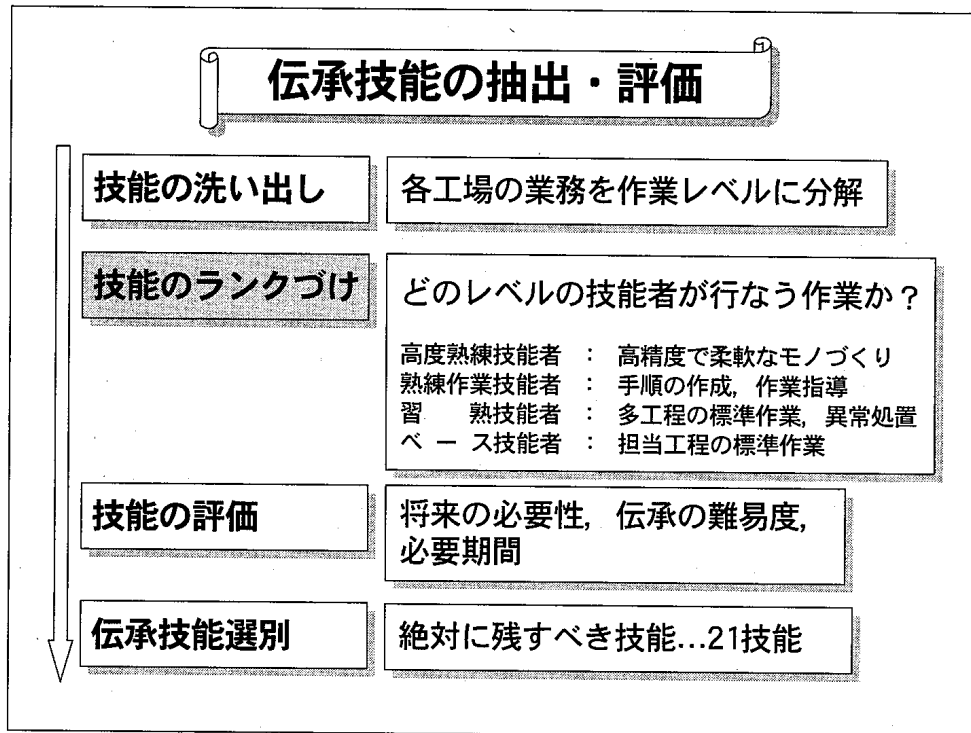 伝承技能の抽出・評価
技能の洗い出し
各工場の業務を作業レベルに分解
技能のランクづけ
どのレベルの技能者が行なう作業か？
高度熟練技能者　：　高精度で柔軟なモノづくり
熟練作業技能者　：　手順の作成，作業指導
習　　熟技能者　：　多工程の標準作業，異常処置
ベ　ー　ス技能者　：　担当工程の標準作業
技能の評価
将来の必要性，伝承の難易度，
必要期間
伝承技能選別
絶対に残すべき技能…21技能